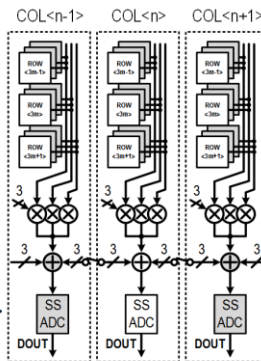 COL<n-1> COL<n> COL<n+1>
ROW ROW ROW
<3m-1> <3m-1> <3m-1>
ROW ROW ROW
<3m> <3m> <3m>
ROW ROW ROW
<3m+1> <3m+1> <3m+1>
3 3 3
3 3 3 3 3 3
SS SS SS
ADC ADC ADC
DOUT DOUT DOUT